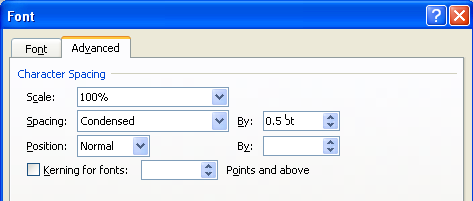 Font
Font Advanced
Character Spacing
Scale: 100%
Spacing: Condensed By: 0.5 pt
Position: Normal By:
Kerning for fonts: Points and above